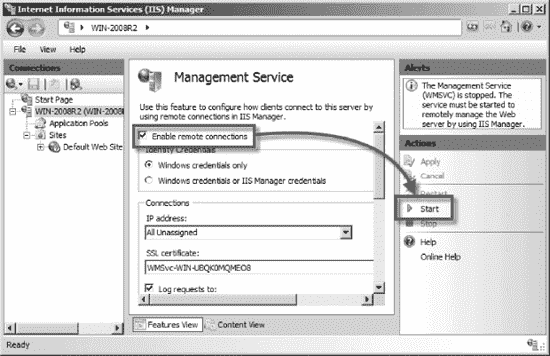 Internet Information Services (IIS) Manager
WIN-2008R2
File View Help
Connections
Start Page
WIN-2008R2 (WIN-2008
Application Pools
Sites
Default Web Site
Management Service
Use this feature to configure how clients connect to this server by
using remote connections in IIS Manager.
Enable remote connections
Identity Credentials
Windows credentials only
Windows credentials or IIS Manager credentials
Connections
IP address:
All Unassigned
SSL certificate:
WMSvc-WIN-UBQK0MQMEO8
Log requests to:
Features View Content View
Alerts
The Management Service
(WMSVC) is stopped. The
service must be started to
remotely manage the Web
server by using IIS Manager.
Actions
Apply
Cancel
Restart
Start
Stop
Help
Online Help
Ready